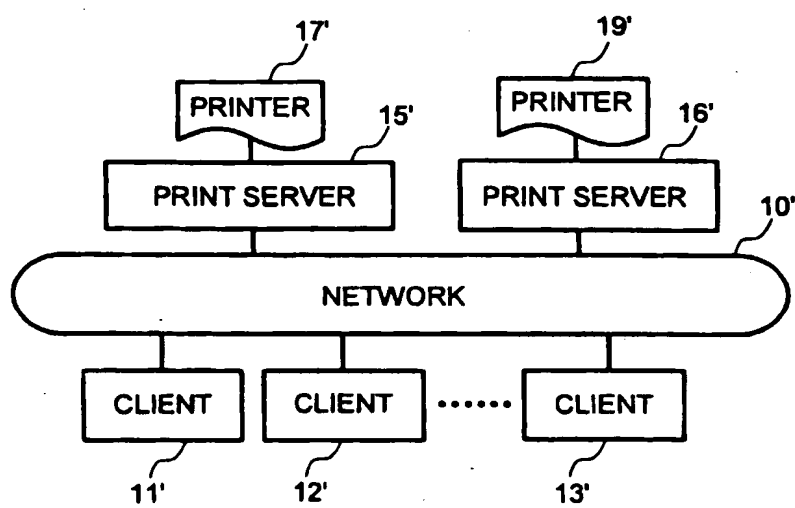 17'
19'
PRINTER
PRINTER
15'
16'
PRINT SERVER
PRINT SERVER
10'
NETWORK
CLIENT
CLIENT
......
CLIENT
11'
12'
13'